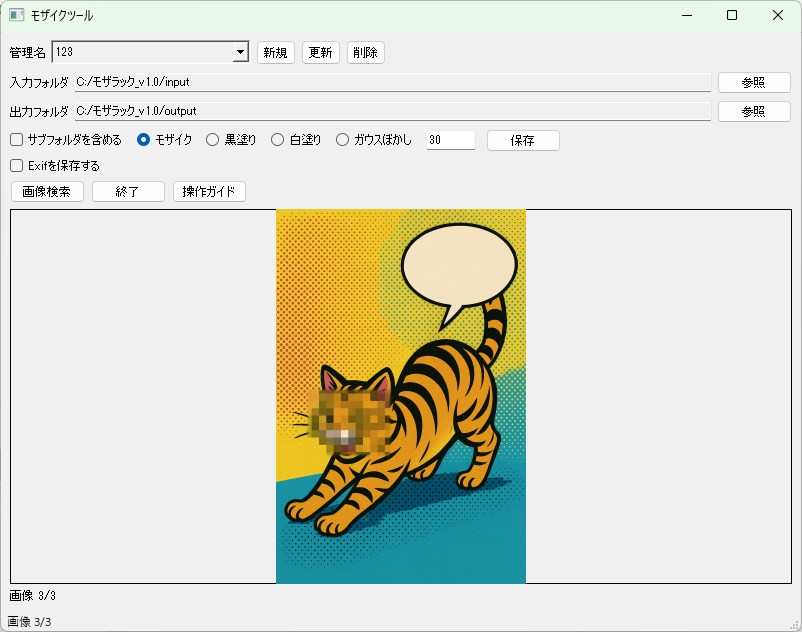 モザイクツール
管理名 123 新規 更新 削除
入力フォルダ C:/モザラック_v1.0/input 参照
出力フォルダ C:/モザラック_v1.0/output 参照
サブフォルダを含める モザイク 黒塗り 白塗り ガウスぼかし 30 保存
Exifを保存する
画像検索 終了 操作ガイド
画像 3/3
画像 3/3